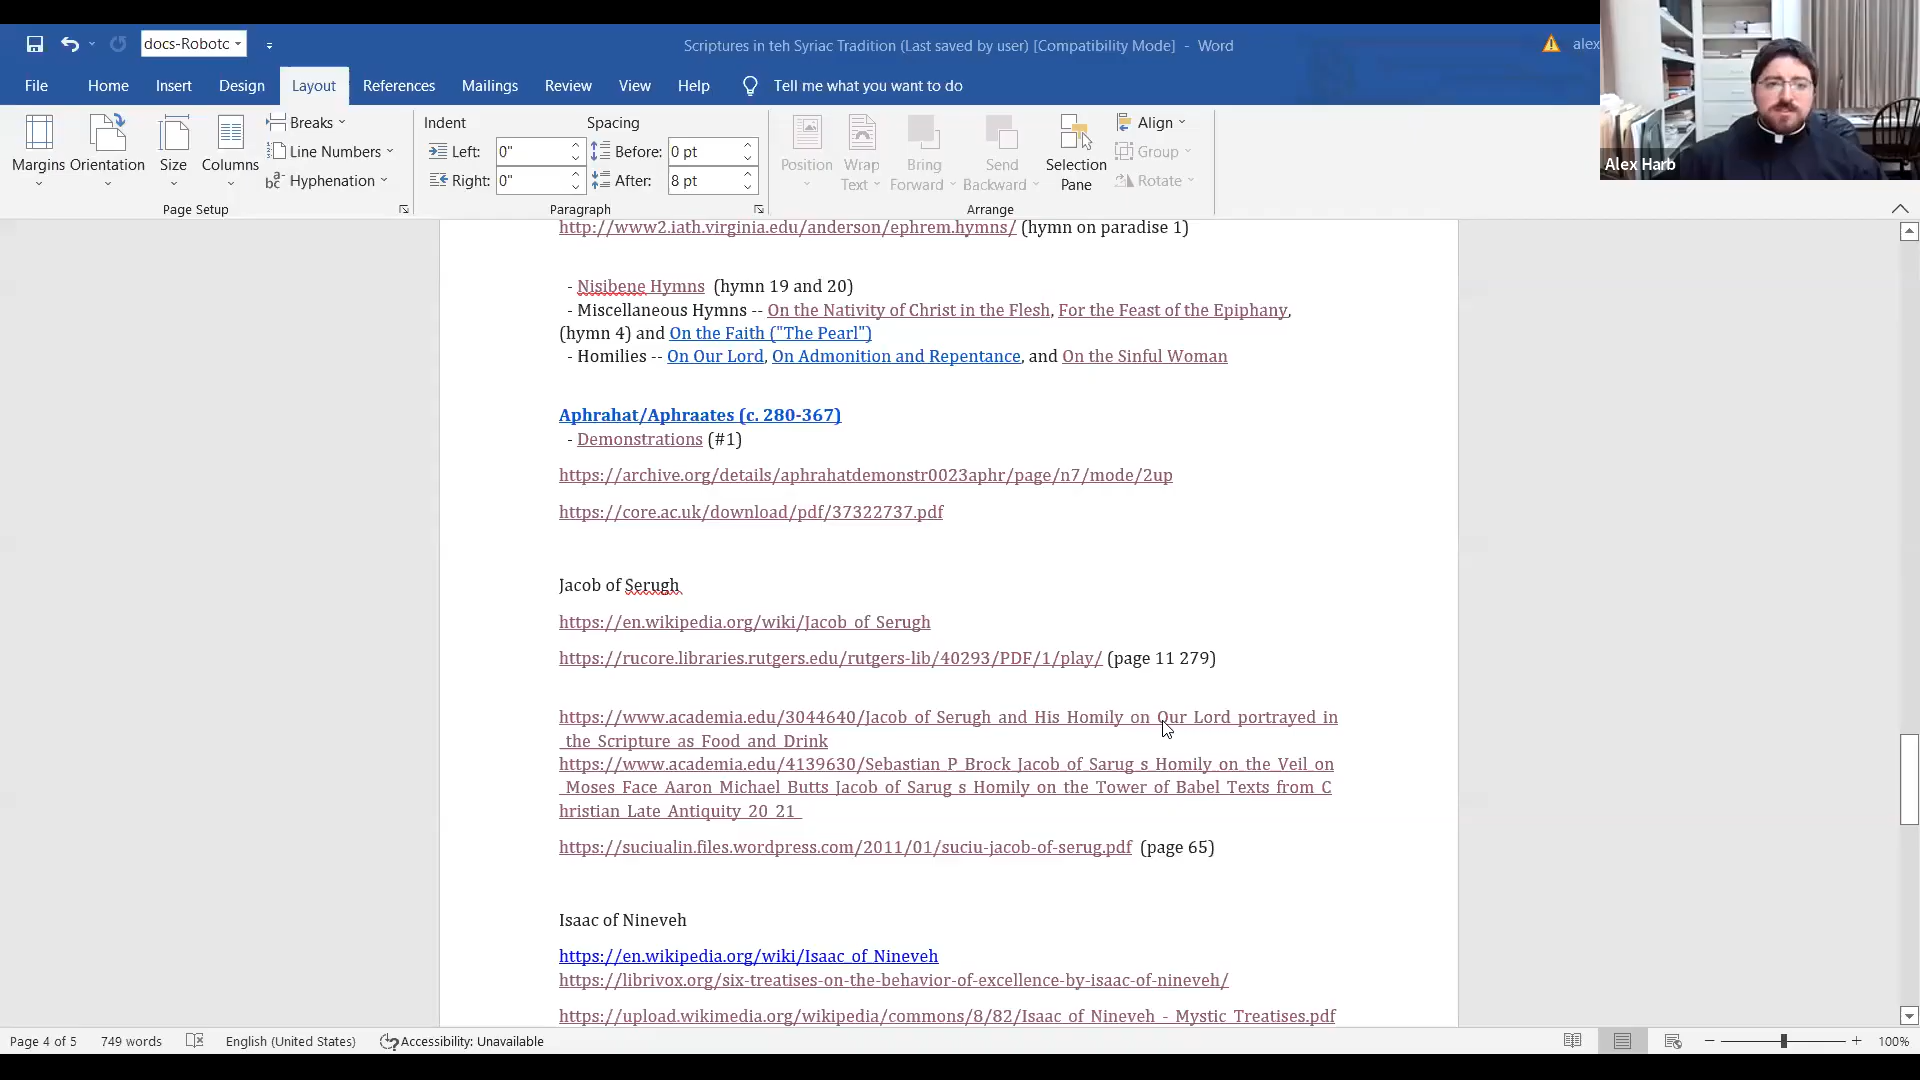 docs-Robotc
Scriptures in teh Syriac Tradition (Last saved by user) [Compatibility Mode] - Word
alex
File Home Insert Design Layout References Mailings Review View Help Tell me what you want to do
Breaks Indent Spacing Align
Line Numbers Left: 0" Before: 0 pt Group
Hyphenation Right: 0" After: 8 pt Rotate
Margins Orientation Size Columns Position Wrap Text Bring Forward Send Backward Selection Pane
Page Setup Paragraph Arrange
Alex Harb
http://www2.iath.virginia.edu/anderson/ephrem.hymns/ (hymn on paradise 1)
- Nisibene Hymns (hymn 19 and 20)
- Miscellaneous Hymns -- On the Nativity of Christ in the Flesh, For the Feast of the Epiphany,
(hymn 4) and On the Faith ("The Pearl")
- Homilies -- On Our Lord, On Admonition and Repentance, and On the Sinful Woman
Aphrahat/Aphraates (c. 280-367)
- Demonstrations (#1)
https://archive.org/details/aphrahatdemonstr0023aphr/page/n7/mode/2up
https://core.ac.uk/download/pdf/37322737.pdf
Jacob of Serugh
https://en.wikipedia.org/wiki/Jacob_of_Serugh
https://rucore.libraries.rutgers.edu/rutgers-lib/40293/PDF/1/play/ (page 11 279)
https://www.academia.edu/3044640/Jacob_of_Serugh_and_His_Homily_on_Our_Lord_portrayed_in
_the_Scripture_as_Food_and_Drink
https://www.academia.edu/4139630/Sebastian_P_Brock_Jacob_of_Sarug_s_Homily_on_the_Veil_on
_Moses_Face_Aaron_Michael_Butts_Jacob_of_Sarug_s_Homily_on_the_Tower_of_Babel_Texts_from_C
hristian_Late_Antiquity_20_21_
https://suciualin.files.wordpress.com/2011/01/suciu-jacob-of-serug.pdf (page 65)
Isaac of Nineveh
https://en.wikipedia.org/wiki/Isaac_of_Nineveh
https://librivox.org/six-treatises-on-the-behavior-of-excellence-by-isaac-of-nineveh/
https://upload.wikimedia.org/wikipedia/commons/8/82/Isaac_of_Nineveh_-_Mystic_Treatises.pdf
Page 4 of 5 749 words English (United States) Accessibility: Unavailable 100%